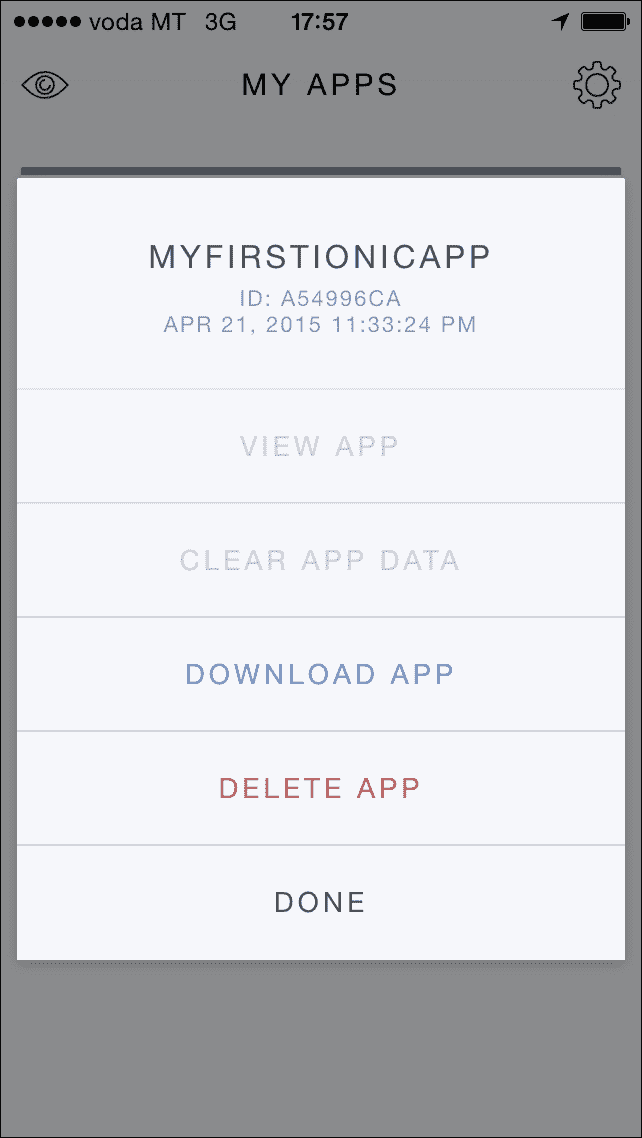 voda MT 3G 17:57
MY APPS
MYFIRSTIONICAPP
ID: A54996CA
APR 21, 2015 11:33:24 PM
VIEW APP
CLEAR APP DATA
DOWNLOAD APP
DELETE APP
DONE